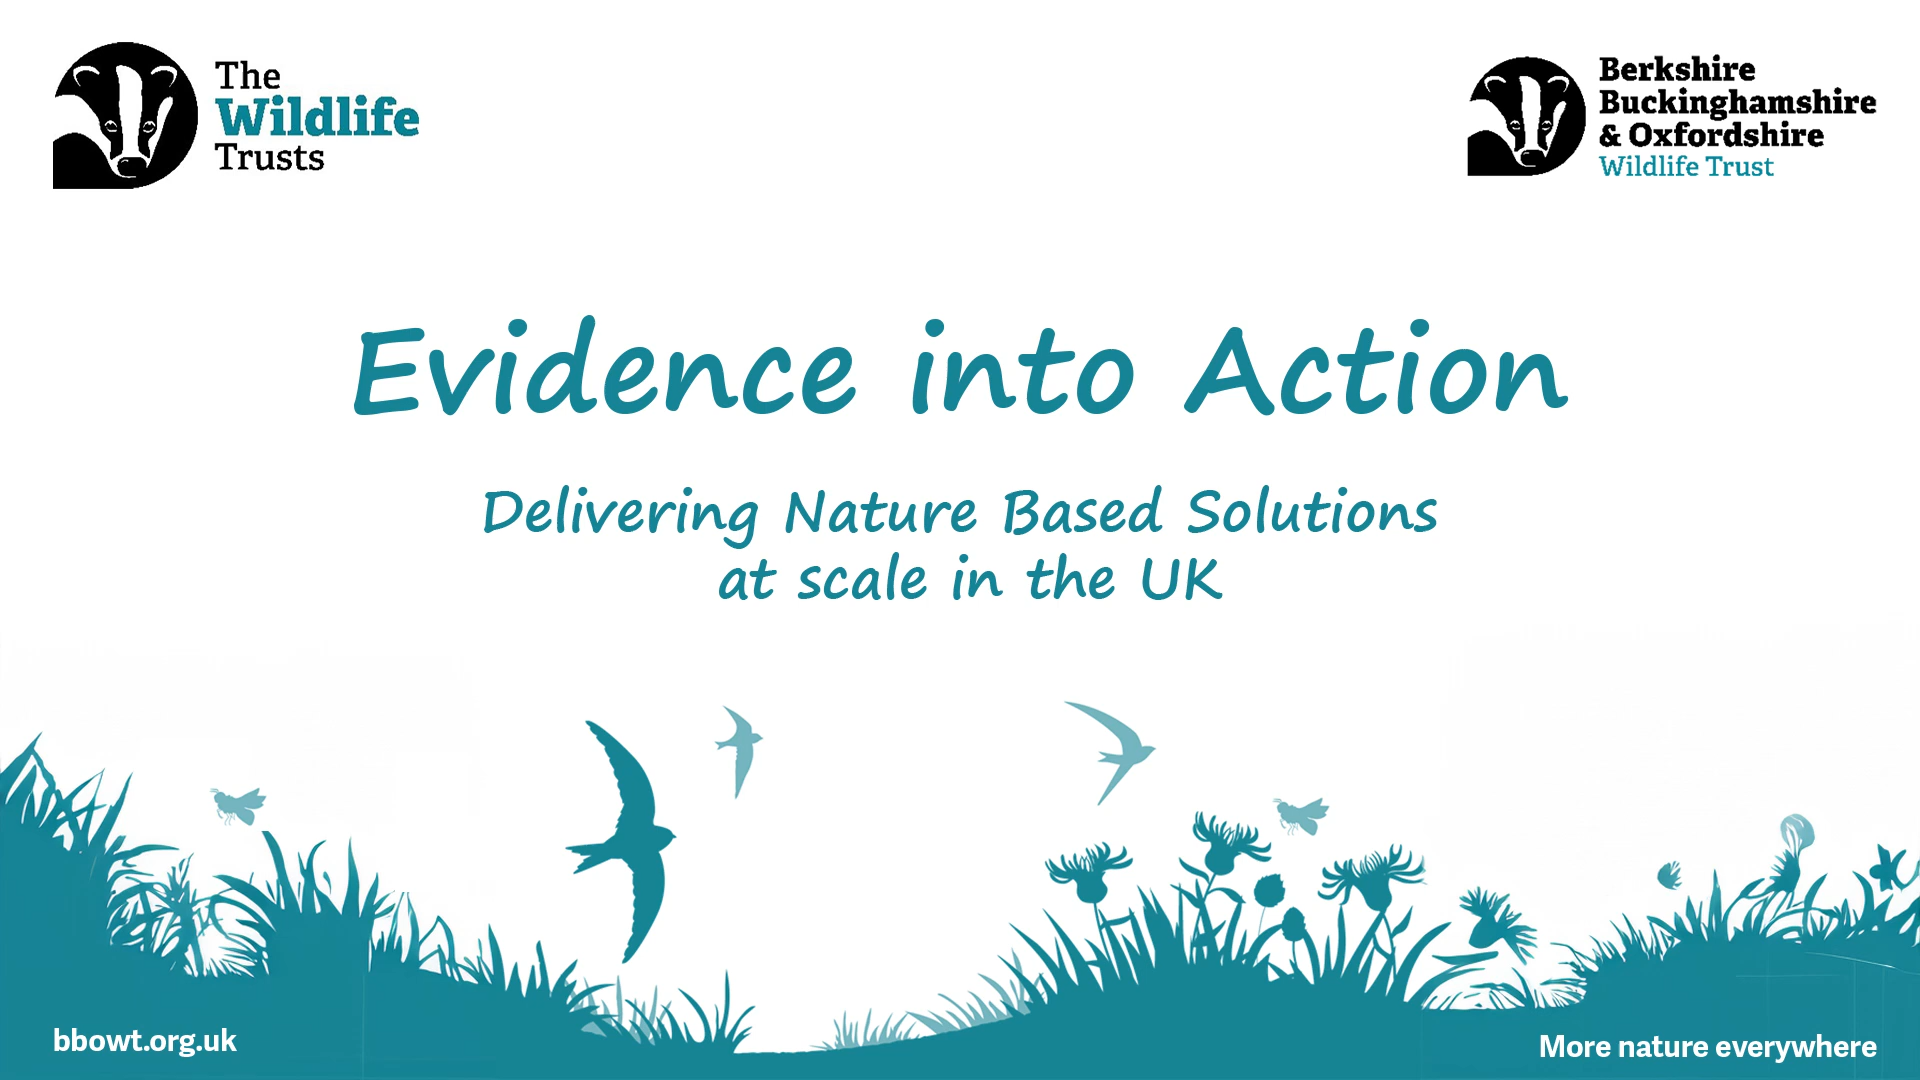 The
Wildlife
Trusts
Berkshire
Buckinghamshire
& Oxfordshire
Wildlife Trust
Evidence into Action
Delivering Nature Based Solutions
at scale in the UK
bbowt.org.uk
More nature everywhere